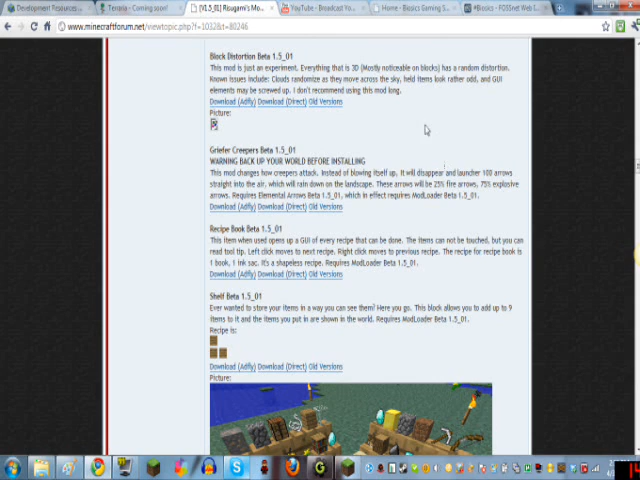 Development Resources ...
Terraria - Coming soon!
[V1.5_01] Risugami's Mo...
YouTube - Broadcast Yo...
Home - Bissics Gaming S...
#Bissics - FOSSnet Web I...
www.minecraftforum.net/viewtopic.php?f=1032&t=80246
Block Distortion Beta 1.5_01
This mod is just an experiment. Everything that is 3D (Mostly noticeable on blocks) has a random distortion.
Known issues include: Clouds randomize as they move across the sky, held items look rather odd, and GUI
elements may be screwed up. I don't recommend using this mod long.
Download (Adfly) Download (Direct) Old Versions
Picture:
Griefer Creepers Beta 1.5_01
WARNING BACK UP YOUR WORLD BEFORE INSTALLING
This mod changes how creepers attack. Instead of blowing itself up, it will disappear and launcher 100 arrows
straight into the air, which will rain down on the landscape. These arrows will be 25% fire arrows, 75% explosive
arrows. Requires Elemental Arrows Beta 1.5_01, which in effect requires ModLoader Beta 1.5_01.
Download (Adfly) Download (Direct) Old Versions
Recipe Book Beta 1.5_01
This item when used opens up a GUI of every recipe that can be done. The items can not be touched, but you can
read tool tip. Left click moves to next recipe. Right click moves to previous recipe. The recipe for recipe book is
1 book, 1 ink sac. It's a shapeless recipe. Requires ModLoader Beta 1.5_01.
Download (Adfly) Download (Direct) Old Versions
Shelf Beta 1.5_01
Ever wanted to store your items in a way you can see them? Here you go. This block allows you to add up to 9
items to it and the items you put in are shown in the world. Requires ModLoader Beta 1.5_01.
Recipe is:
Download (Adfly) Download (Direct) Old Versions
Picture: